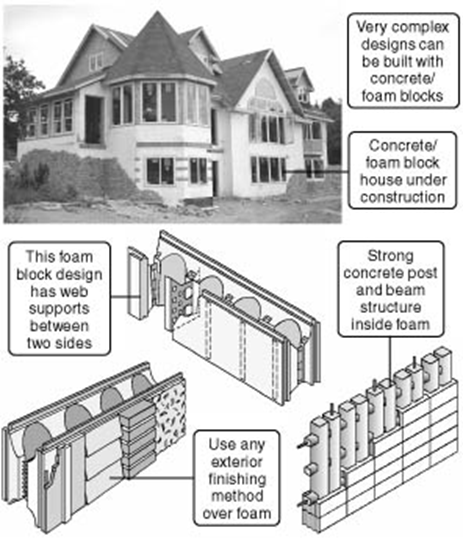 Very complex
designs can
be built with
concrete/
foam blocks
Concrete/
foam block
house under
construction
This foam
block design
has web
supports
between
two sides
Strong
concrete post
and beam
structure
inside foam
Use any
exterior
finishing
method
over foam